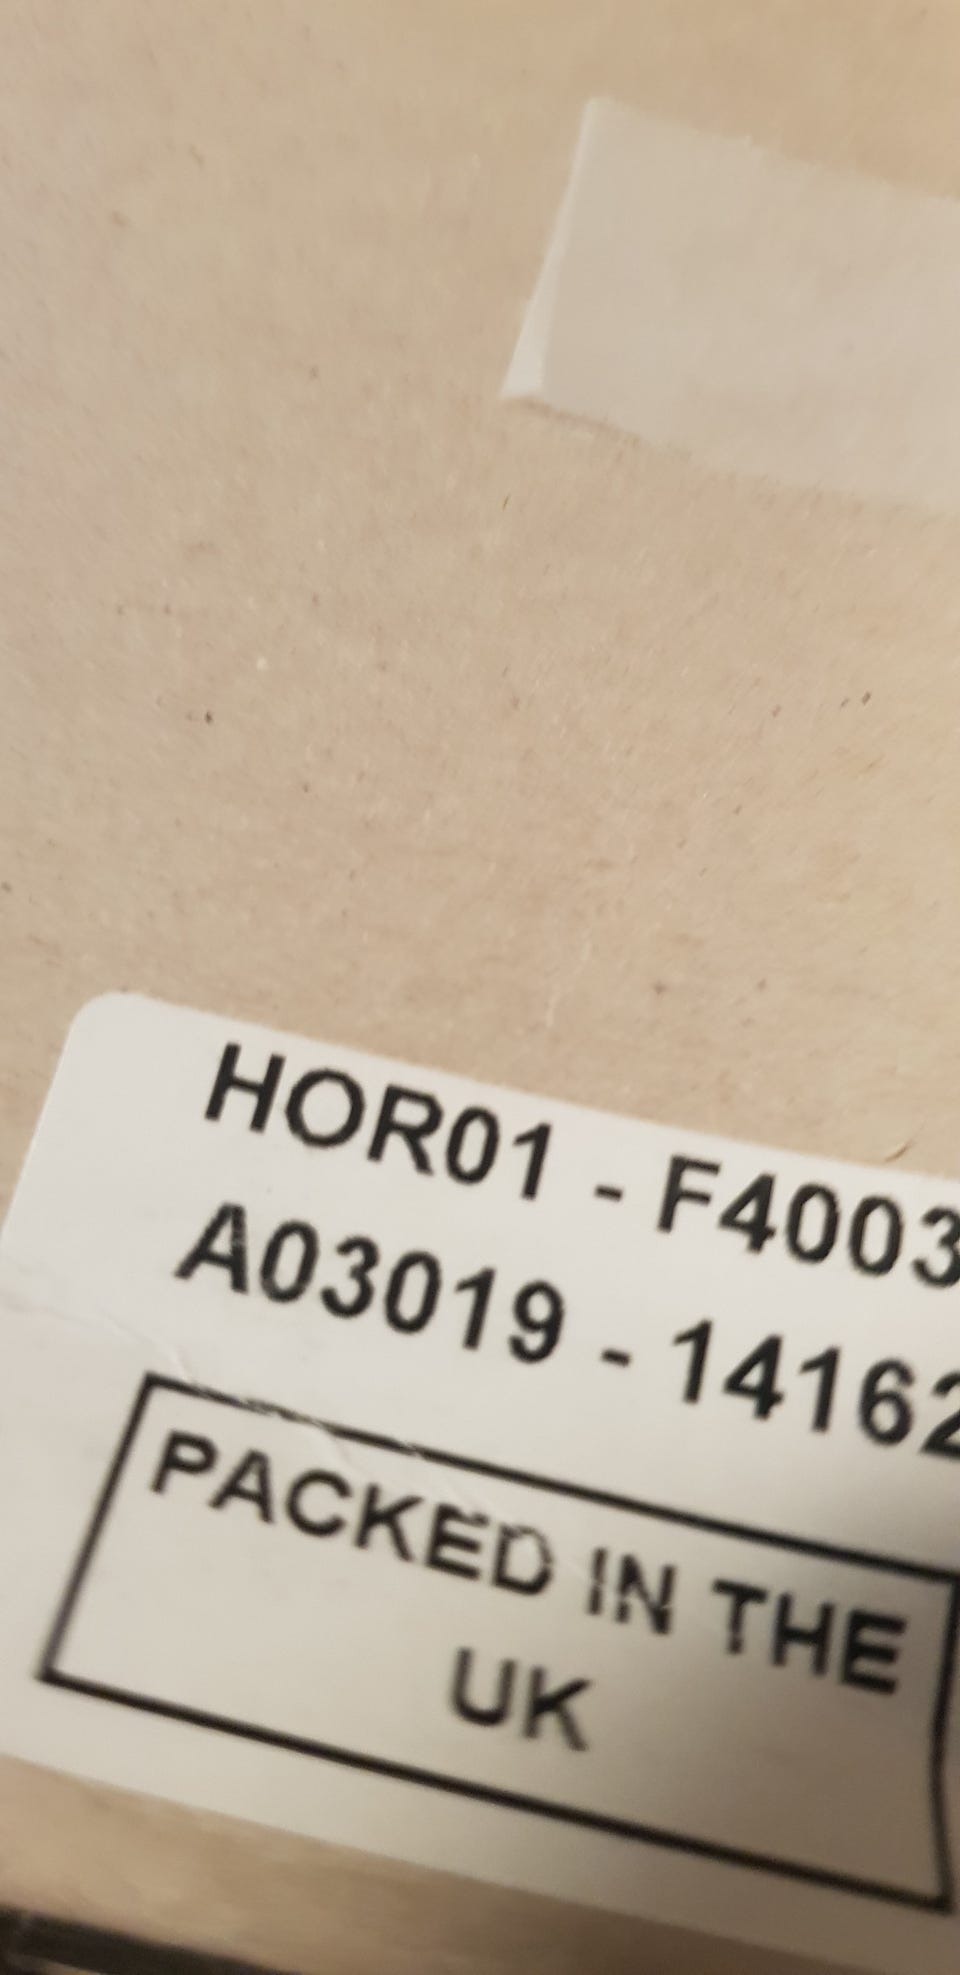 HOR01 - F4003
A03019 - 14162
PACKED IN THE
UK